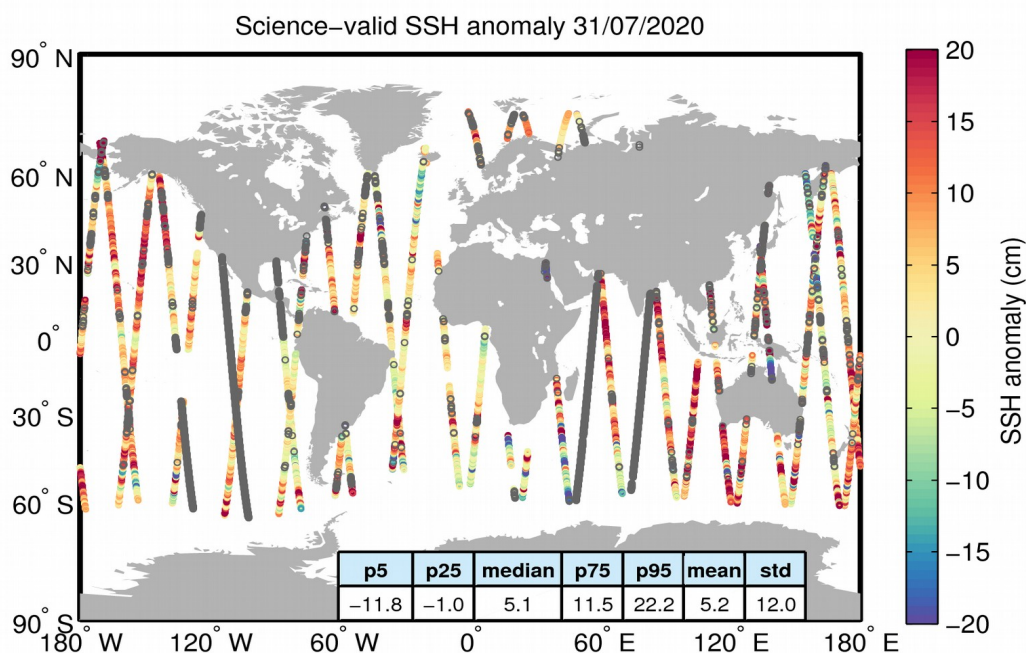 Science−valid SSH anomaly 31/07/2020
90° N
60° N
30° N
0°
30° S
60° S
90° S
180° W
120° W
60° W
0°
60° E
120° E
180° E
20
15
10
5
0
−5
−10
−15
−20
SSH anomaly (cm)
p5 p25 median p75 p95 mean std
−11.8 −1.0 5.1 11.5 22.2 5.2 12.0